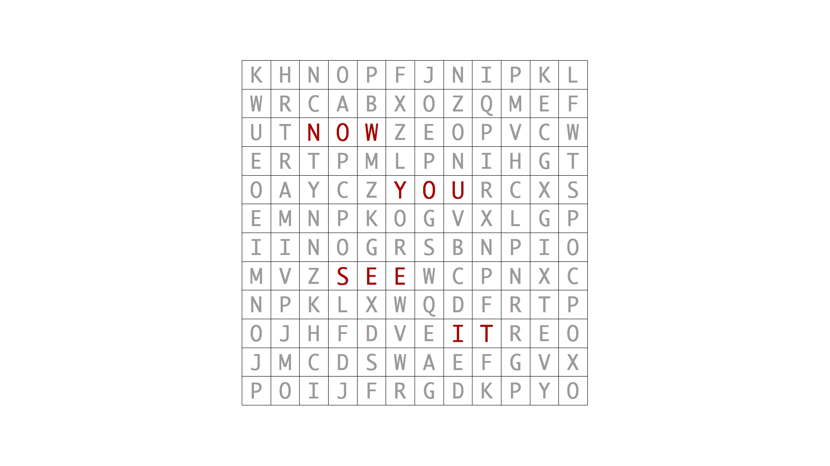 K H N O P F J N I P K L
W R C A B X O Z Q M E F
U T N O W Z E O P V C W
E R T P M L P N I H G T
O A Y C Z Y O U R C X S
E M N P K O G V X L G P
I I N O G R S B N P I O
M V Z S E E W C P N X C
N P K L X W Q D F R T P
O J H F D V E I T R E O
J M C D S W A E F G V X
P O I J F R G D K P Y O